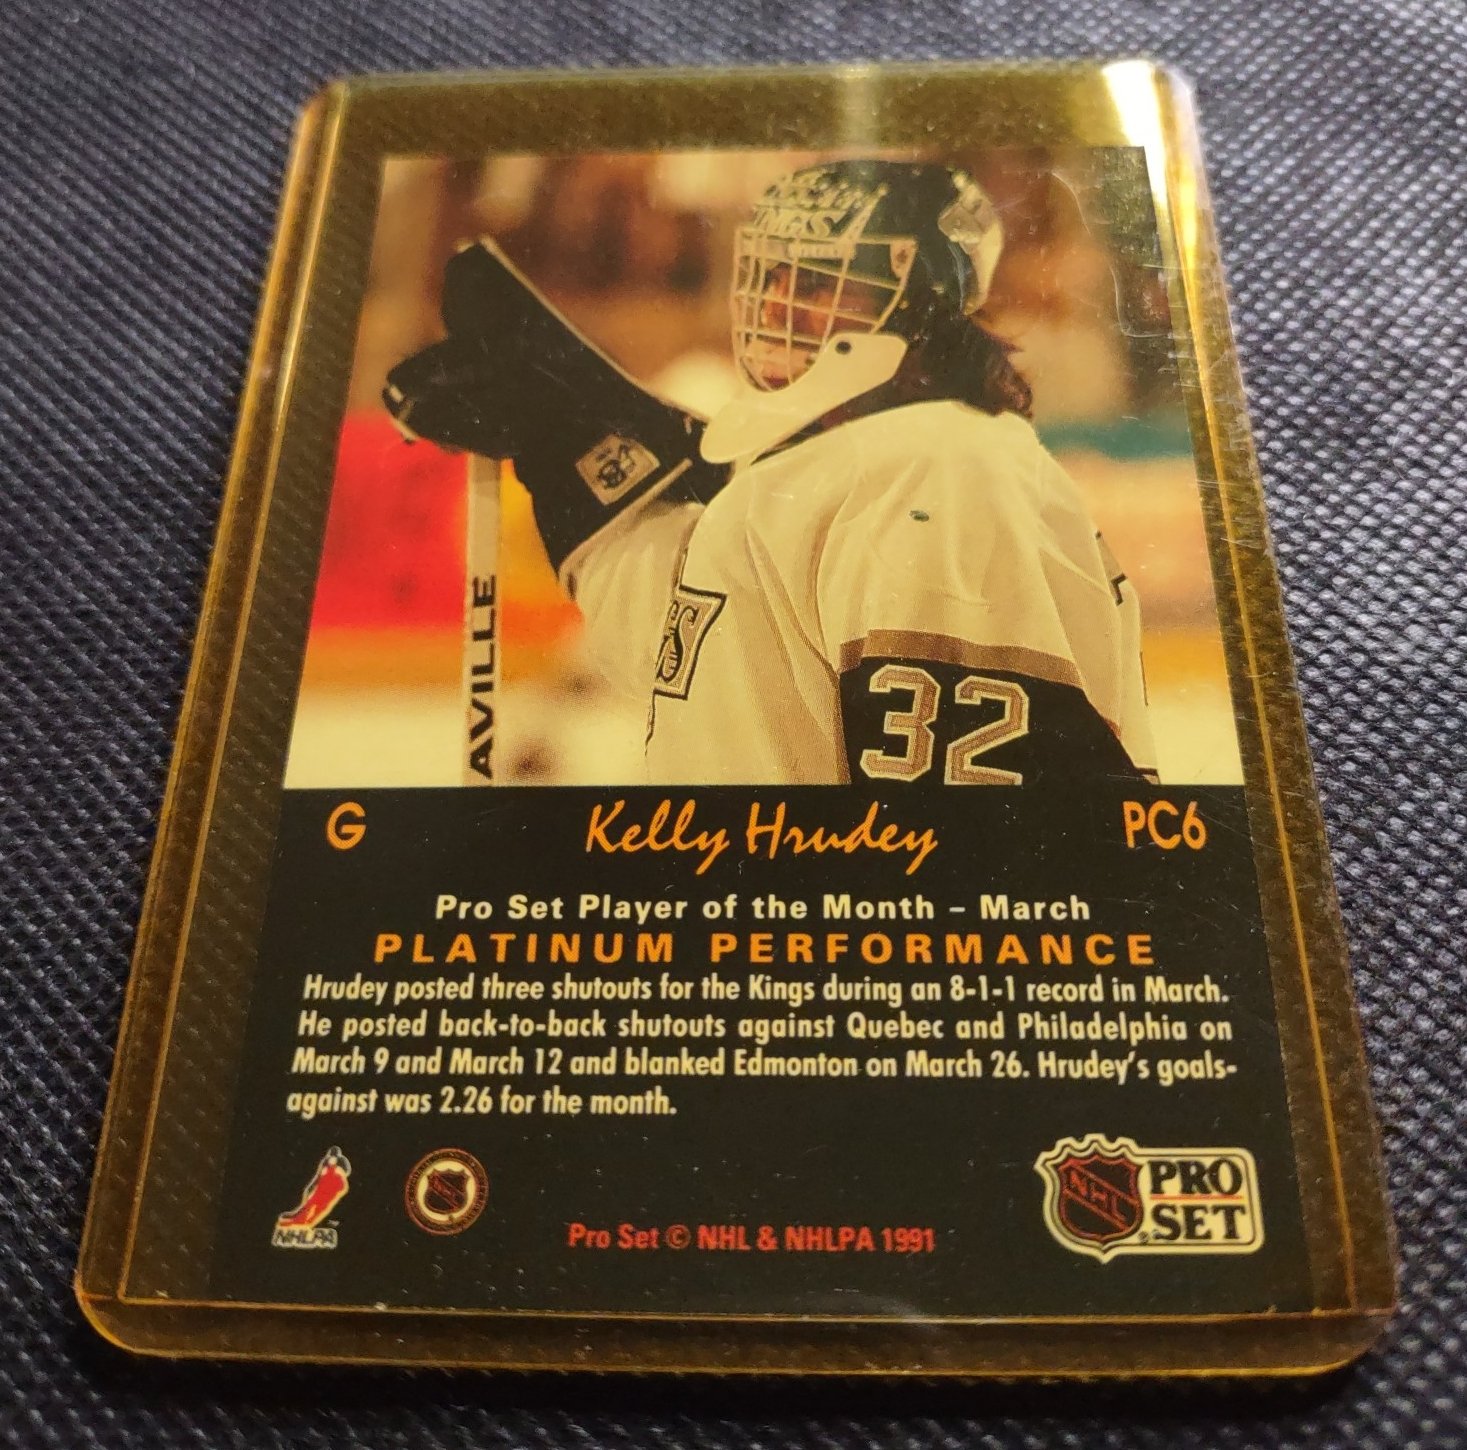 KINGS
AVILLE
32
G Kelly Hrudey PC6
Pro Set Player of the Month – March
PLATINUM PERFORMANCE
Hrudey posted three shutouts for the Kings during an 8-1-1 record in March.
He posted back-to-back shutouts against Quebec and Philadelphia on
March 9 and March 12 and blanked Edmonton on March 26. Hrudey's goals-
against was 2.26 for the month.
NHLPA
NHL
Pro Set © NHL & NHLPA 1991
NHL
PRO
SET